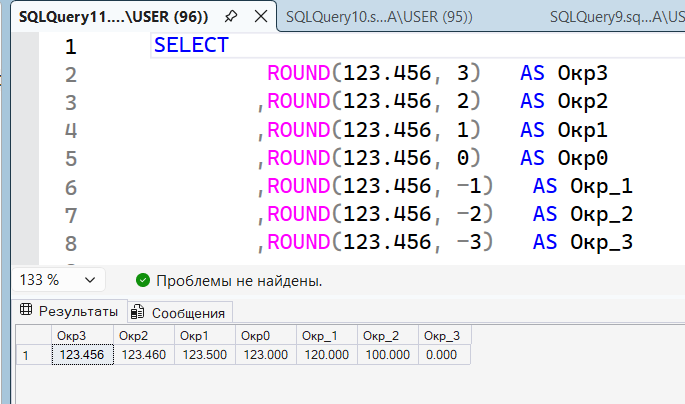 SQLQuery11....\USER (96)) SQLQuery10.s...A\USER (95)) SQLQuery9.sq...A\US
1 SELECT
2 ROUND(123.456, 3) AS Окр3
3 ,ROUND(123.456, 2) AS Окр2
4 ,ROUND(123.456, 1) AS Окр1
5 ,ROUND(123.456, 0) AS Окр0
6 ,ROUND(123.456, -1) AS Окр_1
7 ,ROUND(123.456, -2) AS Окр_2
8 ,ROUND(123.456, -3) AS Окр_3
133 % Проблемы не найдены.
Результаты Сообщения
Окр3 Окр2 Окр1 Окр0 Окр_1 Окр_2 Окр_3
1 123.456 123.460 123.500 123.000 120.000 100.000 0.000